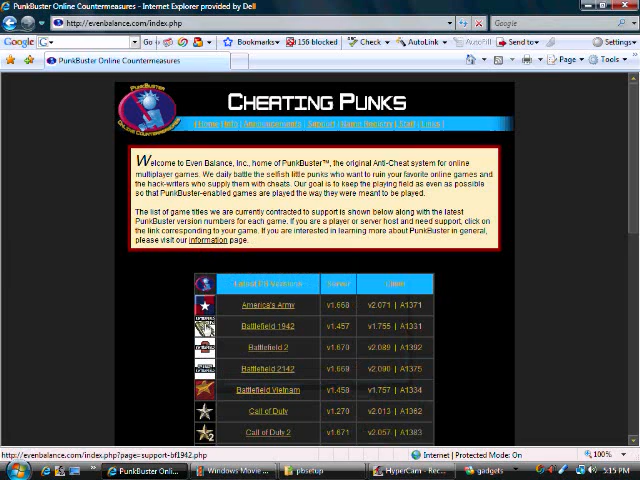 PunkBuster Online Countermeasures - Internet Explorer provided by Dell
http://evenbalance.com/index.php
Google
Google
Bookmarks
156 blocked
Check
AutoLink
AutoFill
Send to
Settings
PunkBuster Online Countermeasures
Page
Tools
PunkBuster
CHEATING PUNKS
Home | Info | Announcements | Support | Name Registry | Staff | Links
Welcome to Even Balance, Inc., home of PunkBuster™, the original Anti-Cheat system for online
multiplayer games. We daily battle the selfish little punks who want to ruin your favorite online games and
the hack-writers who supply them with cheats. Our goal is to keep the playing field as even as possible
so that PunkBuster-enabled games are played the way they were meant to be played.
The list of game titles we are currently contracted to support is shown below along with the latest
PunkBuster version numbers for each game. If you are a player or server host and need support, click on
the link corresponding to your game. If you are interested in learning more about PunkBuster in general,
please visit our information page.
Latest PB Versions Server Client
America's Army v1.668 v2.071 | A1371
Battlefield 1942 v1.457 v1.755 | A1331
Battlefield 2 v1.670 v2.089 | A1392
Battlefield 2142 v1.668 v2.090 | A1375
Battlefield Vietnam v1.458 v1.757 | A1334
Call of Duty v1.270 v2.013 | A1362
Call of Duty 2 v1.671 v2.057 | A1383
http://evenbalance.com/index.php?page=support-bf1942.php
Internet | Protected Mode: On
100%
PunkBuster Onli...
Windows Movie ...
pbsetup
HyperCam - Rec...
gadgets
5:15 PM